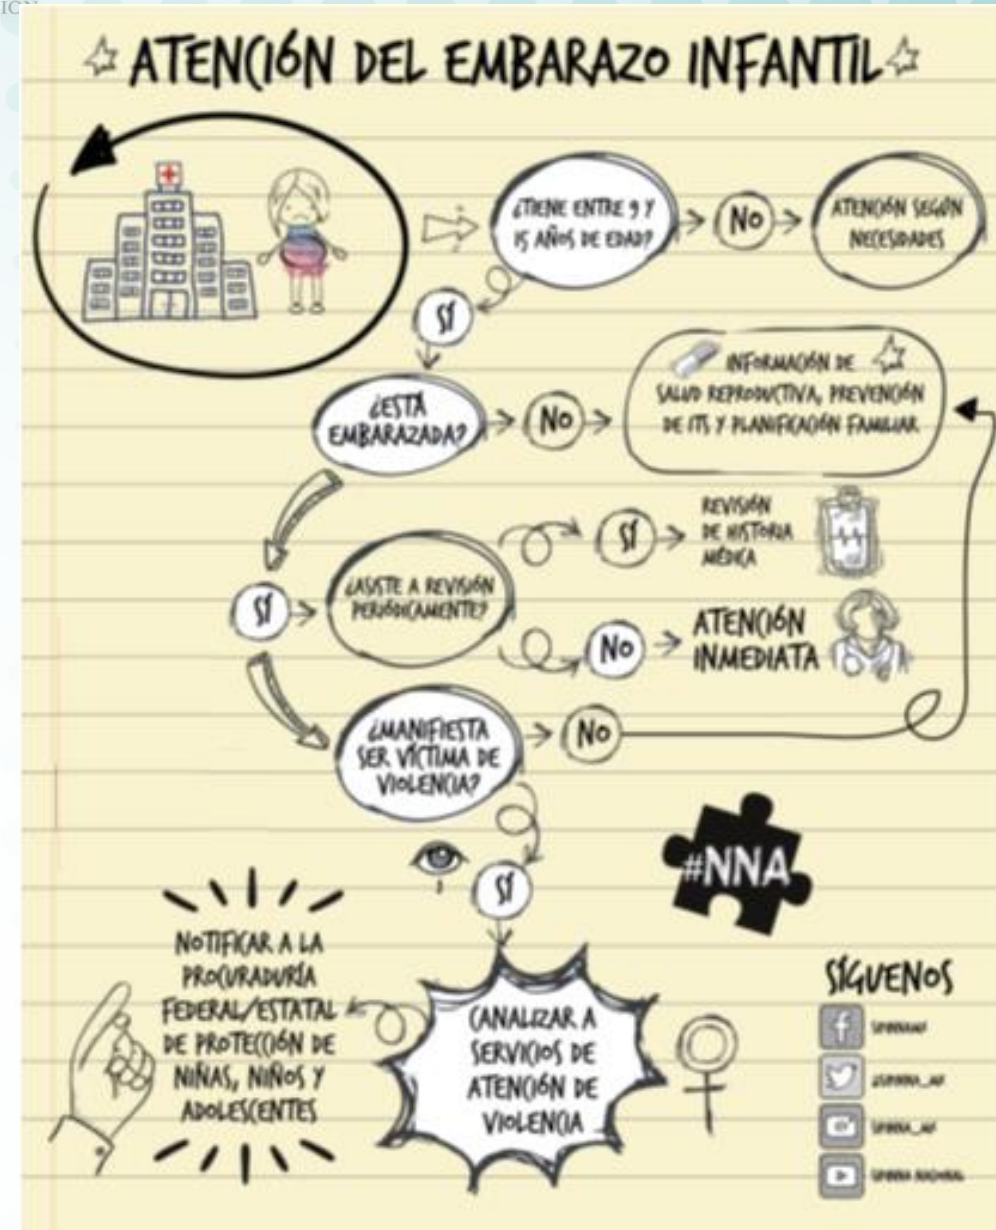 ATENCIÓN DEL EMBARAZO INFANTIL
¿TIENE ENTRE 9 Y
15 AÑOS DE EDAD?
NO
ATENCIÓN SEGÚN
NECESIDADES
SÍ
¿ESTÁ
EMBARAZADA?
NO
INFORMACIÓN DE
SALUD REPRODUCTIVA, PREVENCIÓN
DE ITS Y PLANIFICACIÓN FAMILIAR
SÍ
¿ASISTE A REVISIÓN
PERIÓDICAMENTE?
SÍ
REVISIÓN
DE HISTORIA
MÉDICA
NO
ATENCIÓN
INMEDIATA
¿MANIFIESTA
SER VÍCTIMA DE
VIOLENCIA?
NO
SÍ
#NNA
CANALIZAR A
SERVICIOS DE
ATENCIÓN DE
VIOLENCIA
NOTIFICAR A LA
PROCURADURÍA
FEDERAL/ESTATAL
DE PROTECCIÓN DE
NIÑAS, NIÑOS Y
ADOLESCENTES
SÍGUENOS